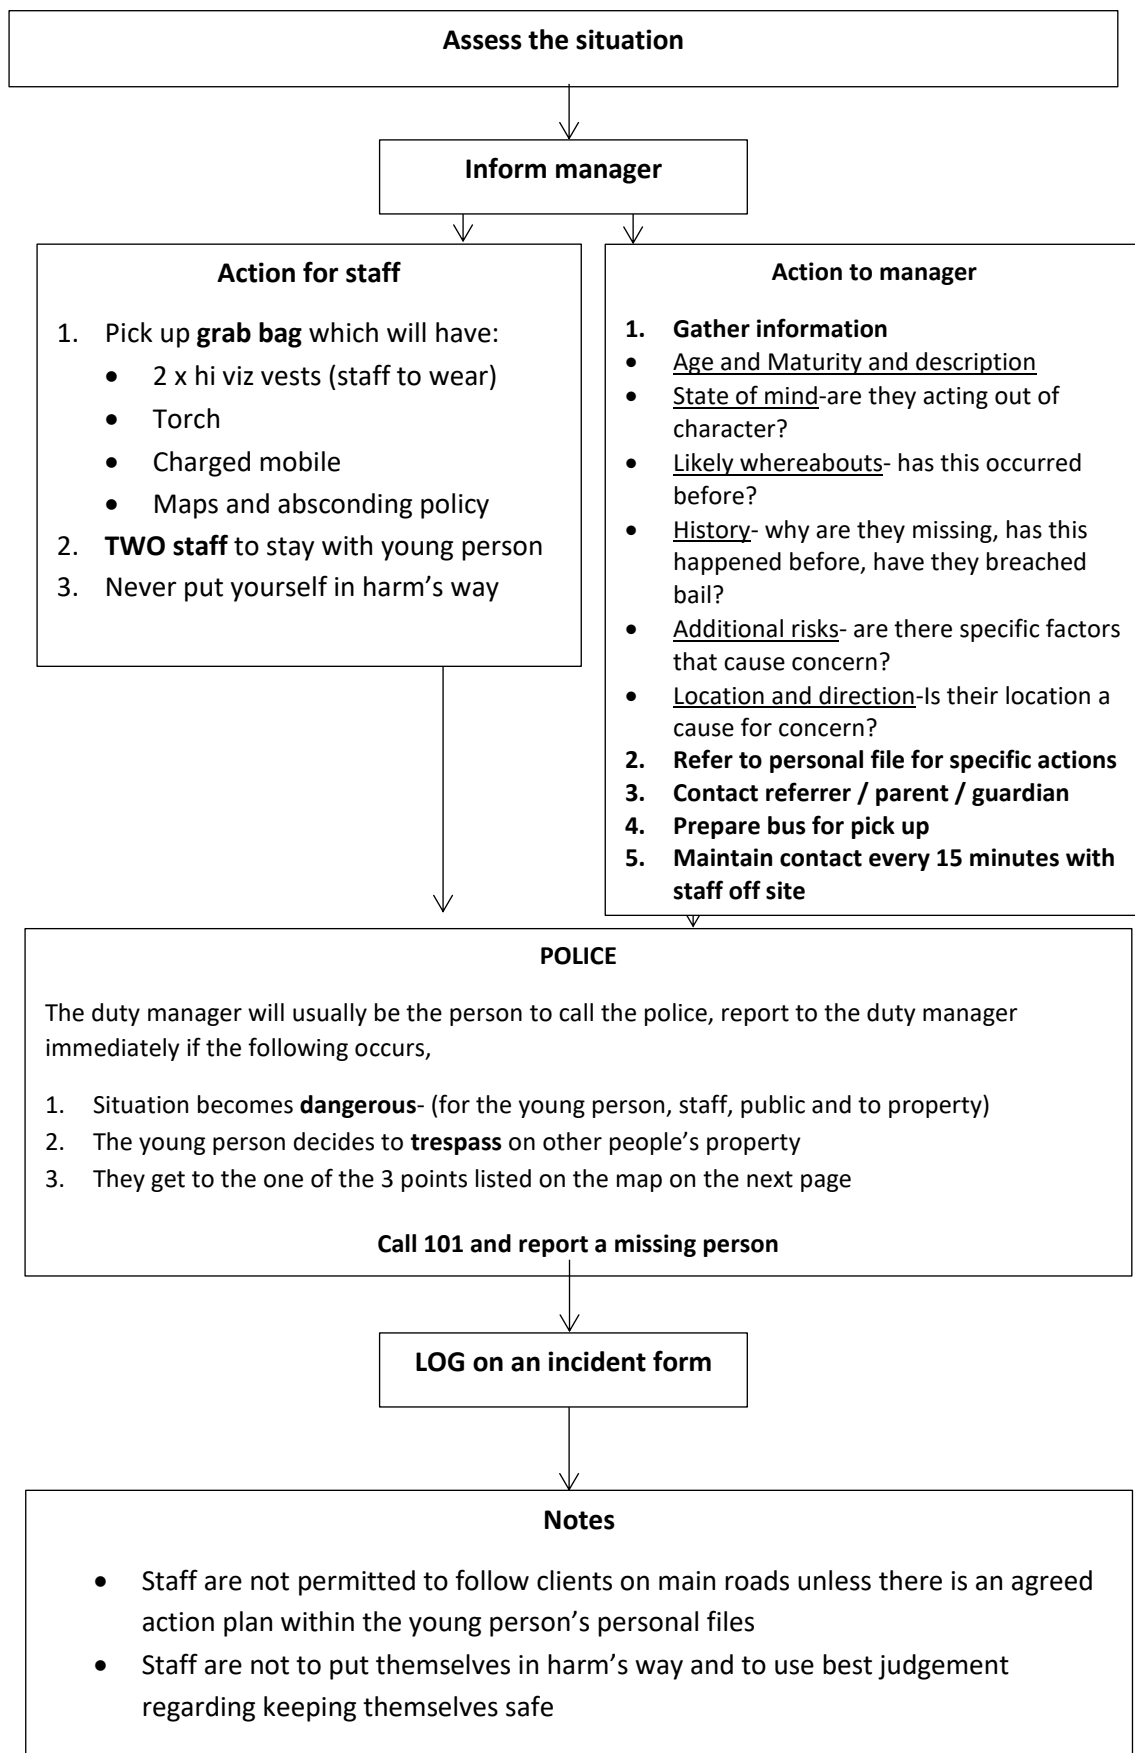 Assess the situation
Inform manager
Action for staff
1. Pick up grab bag which will have:
• 2 x hi viz vests (staff to wear)
• Torch
• Charged mobile
• Maps and absconding policy
2. TWO staff to stay with young person
3. Never put yourself in harm's way
Action to manager
1. Gather information
• Age and Maturity and description
• State of mind-are they acting out of
character?
• Likely whereabouts- has this occurred
before?
• History- why are they missing, has this
happened before, have they breached
bail?
• Additional risks- are there specific factors
that cause concern?
• Location and direction-Is their location a
cause for concern?
2. Refer to personal file for specific actions
3. Contact referrer / parent / guardian
4. Prepare bus for pick up
5. Maintain contact every 15 minutes with
staff off site
POLICE
The duty manager will usually be the person to call the police, report to the duty manager
immediately if the following occurs,
1. Situation becomes dangerous- (for the young person, staff, public and to property)
2. The young person decides to trespass on other people's property
3. They get to the one of the 3 points listed on the map on the next page
Call 101 and report a missing person
LOG on an incident form
Notes
• Staff are not permitted to follow clients on main roads unless there is an agreed
action plan within the young person's personal files
• Staff are not to put themselves in harm's way and to use best judgement
regarding keeping themselves safe